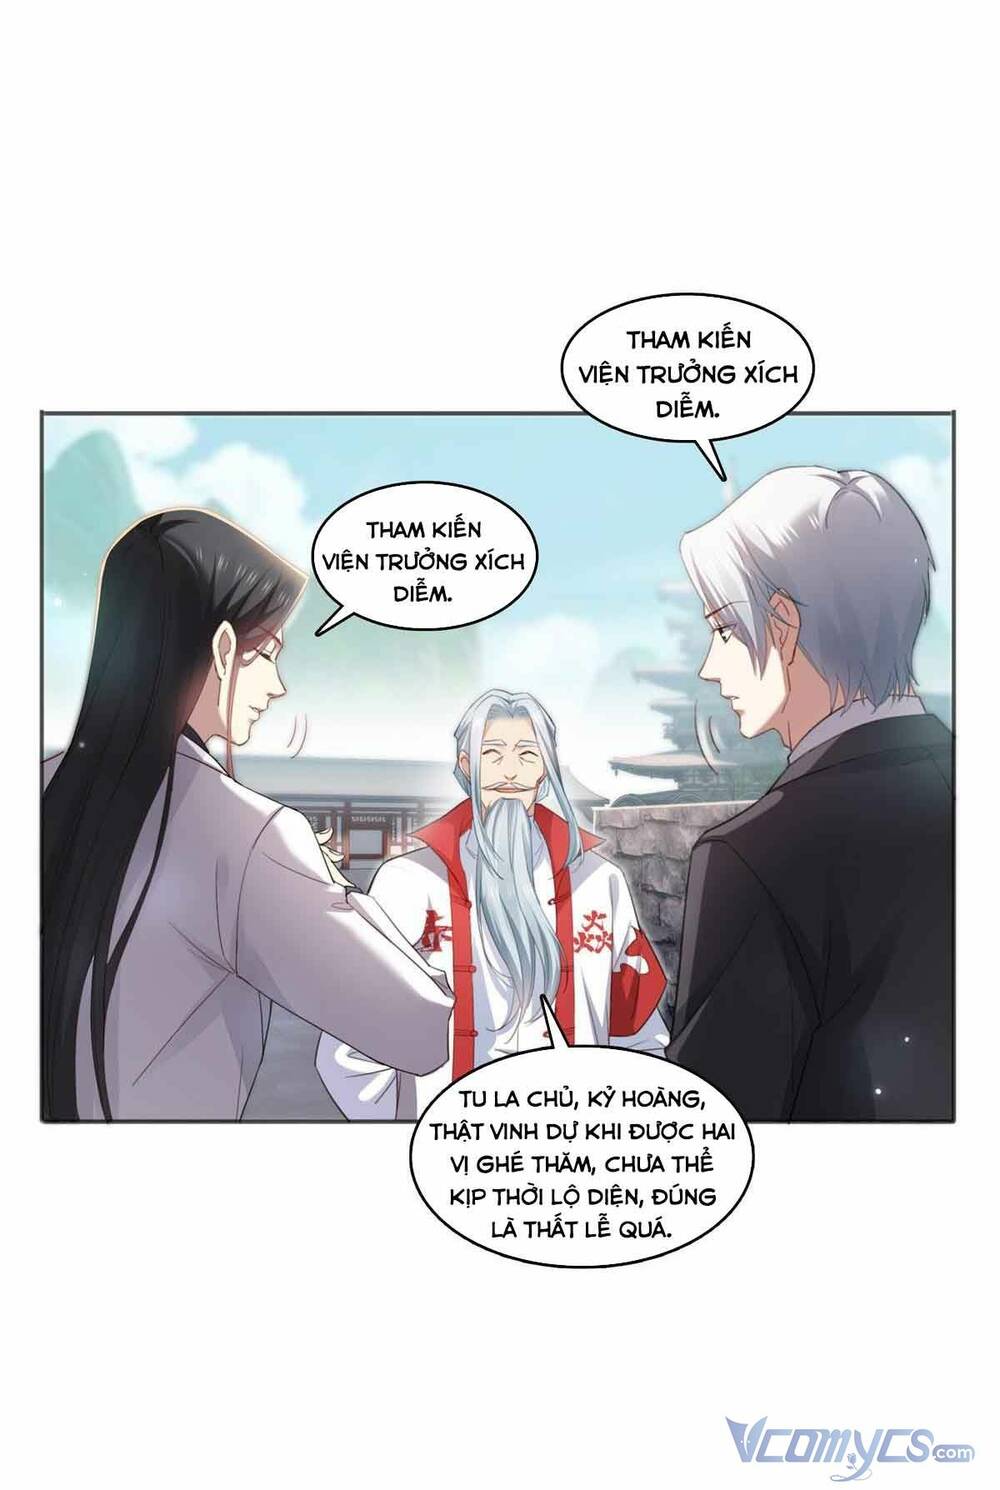 THAM KIẾN
VIỆN TRƯỞNG XÍCH
DIỄM.
THAM KIẾN
VIỆN TRƯỞNG XÍCH
DIỄM.
TU LA CHỦ, KỶ HOÀNG,
THẬT VINH DỰ KHI ĐƯỢC HAI
VỊ GHÉ THĂM, CHƯA THỂ
KỊP THỜI LỘ DIỆN, ĐÚNG
LÀ THẤT LỄ QUÁ.
VCOMYCS.com